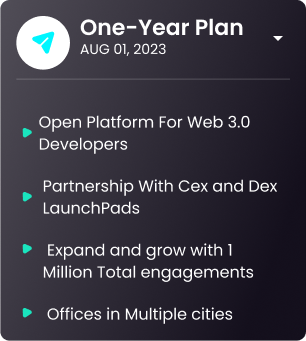 One-Year Plan
AUG 01, 2023
Open Platform For Web 3.0
Developers
Partnership With Cex and Dex
LaunchPads
Expand and grow with 1
Million Total engagements
Offices in Multiple cities